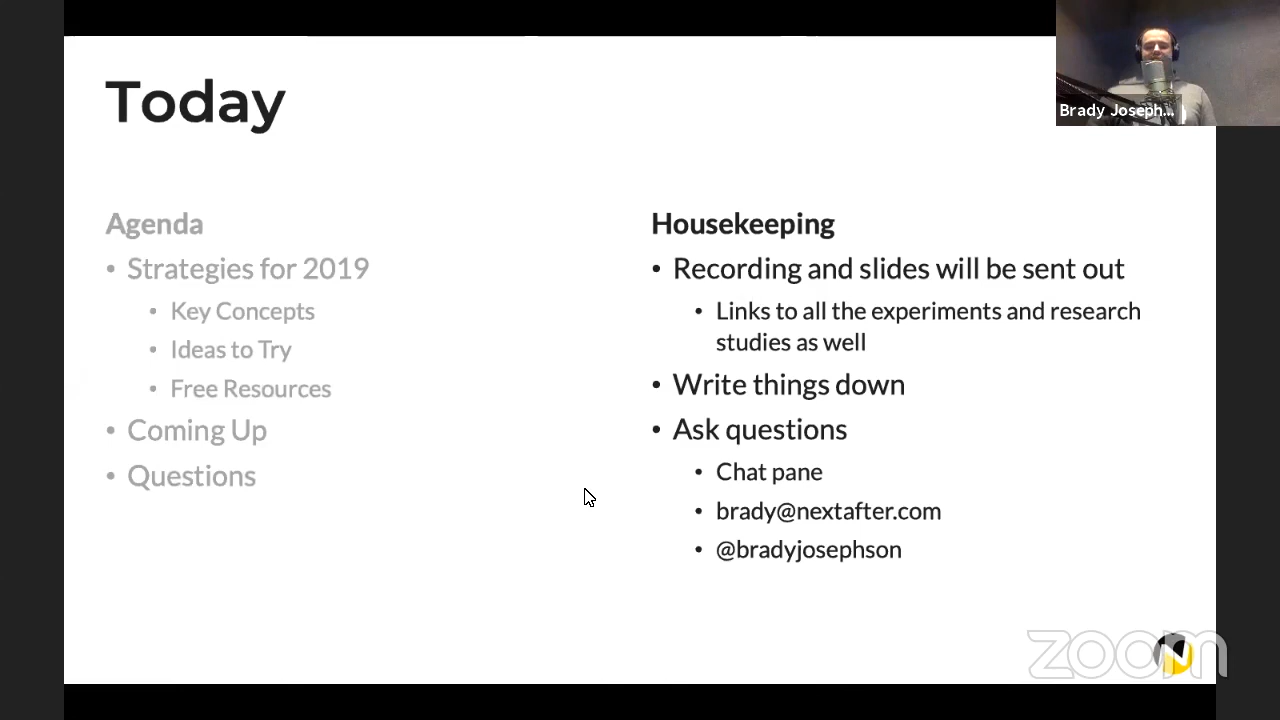 Today
Brady Joseph...
Agenda
• Strategies for 2019
• Key Concepts
• Ideas to Try
• Free Resources
• Coming Up
• Questions
Housekeeping
• Recording and slides will be sent out
• Links to all the experiments and research
studies as well
• Write things down
• Ask questions
• Chat pane
• brady@nextafter.com
• @bradyjosephson
zoom